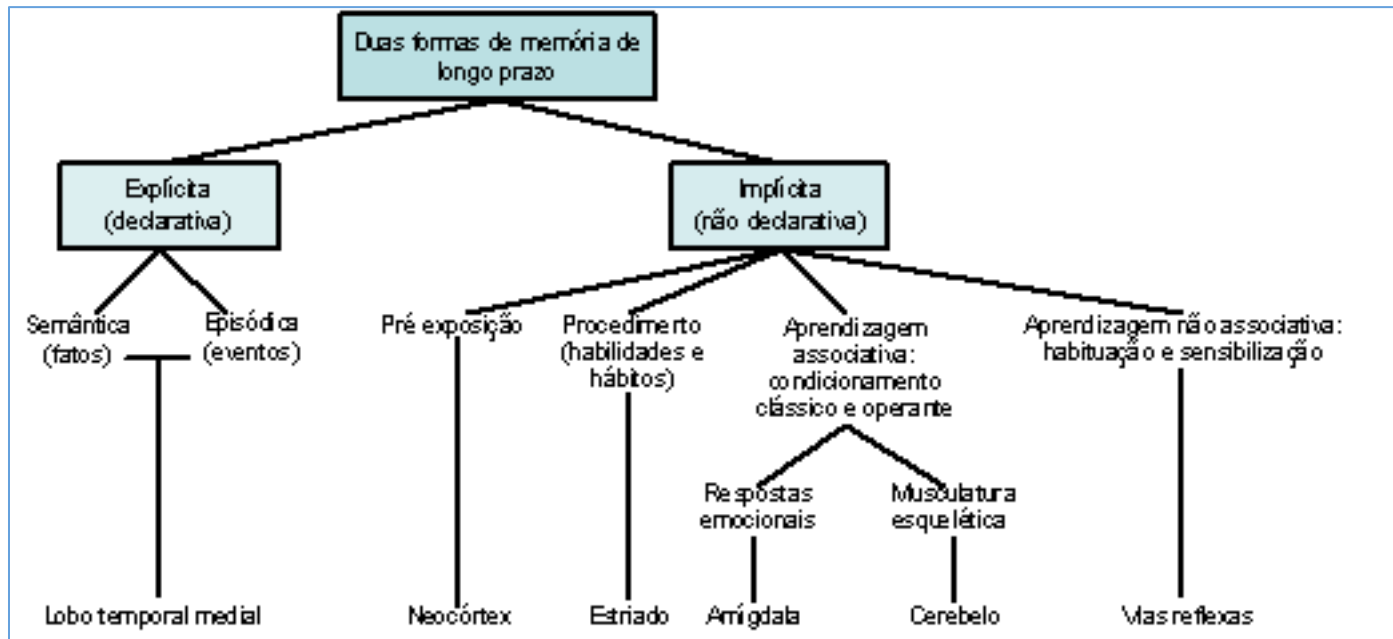 Duas formas de memória de
longo prazo
Explícita
(declarativa)
Implícita
(não declarativa)
Semântica
(fatos)
Episódica
(eventos)
Pré exposição
Procedimento
(habilidades e
hábitos)
Aprendizagem
associativa:
condicionamento
clássico e operante
Aprendizagem não associativa:
habituação e sensibilização
Respostas
emocionais
Musculatura
esquelética
Lobo temporal medial
Neocórtex
Estriado
Amígdala
Cerebelo
Vias reflexas